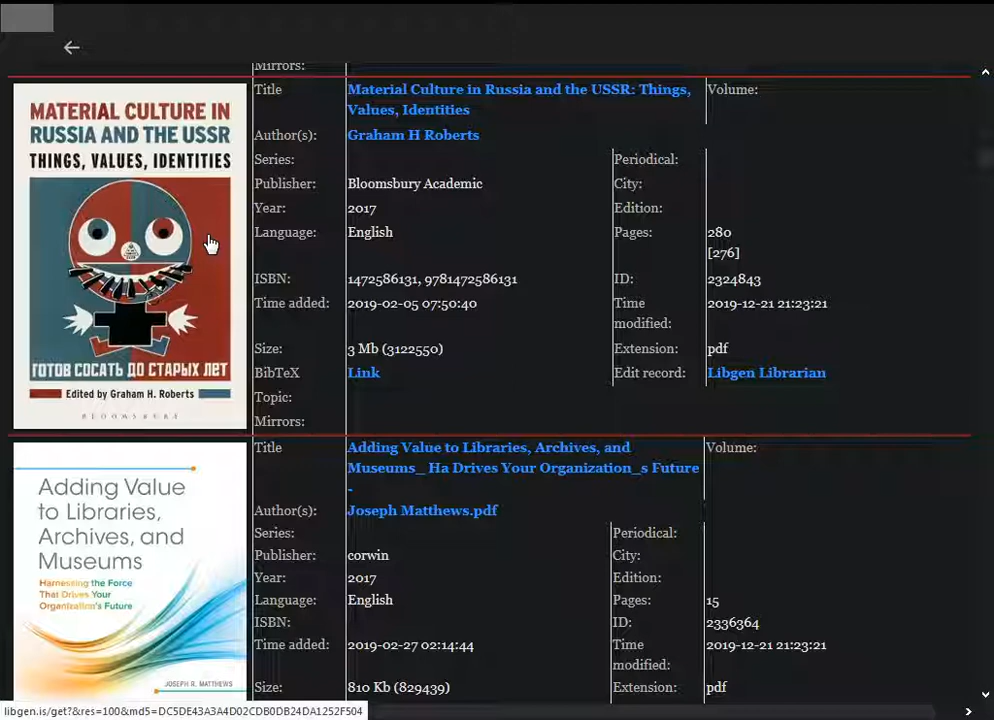 Mirrors:
MATERIAL CULTURE IN
RUSSIA AND THE USSR
THINGS, VALUES, IDENTITIES
ГОТОВ СОСАТЬ ДО СТАРЫХ ЛЕТ
Edited by Graham H. Roberts
BLOOMSBURY
Title
Material Culture in Russia and the USSR: Things,
Values, Identities
Volume:
Author(s):
Graham H Roberts
Series:
Periodical:
Publisher:
Bloomsbury Academic
City:
Year:
2017
Edition:
Language:
English
Pages:
280
[276]
ISBN:
1472586131, 9781472586131
ID:
2324843
Time added:
2019-02-05 07:50:40
Time
modified:
2019-12-21 21:23:21
Size:
3 Mb (3122550)
Extension:
pdf
BibTeX
Link
Edit record:
Libgen Librarian
Topic:
Mirrors:
Adding Value
to Libraries,
Archives, and
Museums
Harnessing the Force
That Drives Your
Organization's Future
JOSEPH R. MATTHEWS
Title
Adding Value to Libraries, Archives, and
Museums_ Ha Drives Your Organization_s Future
-
Volume:
Author(s):
Joseph Matthews.pdf
Series:
Periodical:
Publisher:
corwin
City:
Year:
2017
Edition:
Language:
English
Pages:
15
ISBN:
ID:
2336364
Time added:
2019-02-27 02:14:44
Time
modified:
2019-12-21 21:23:21
Size:
810 Kb (829439)
Extension:
pdf
libgen.is/get?&res=100&md5=DC5DE43A3A4D02CDB0DB24DA1252F504